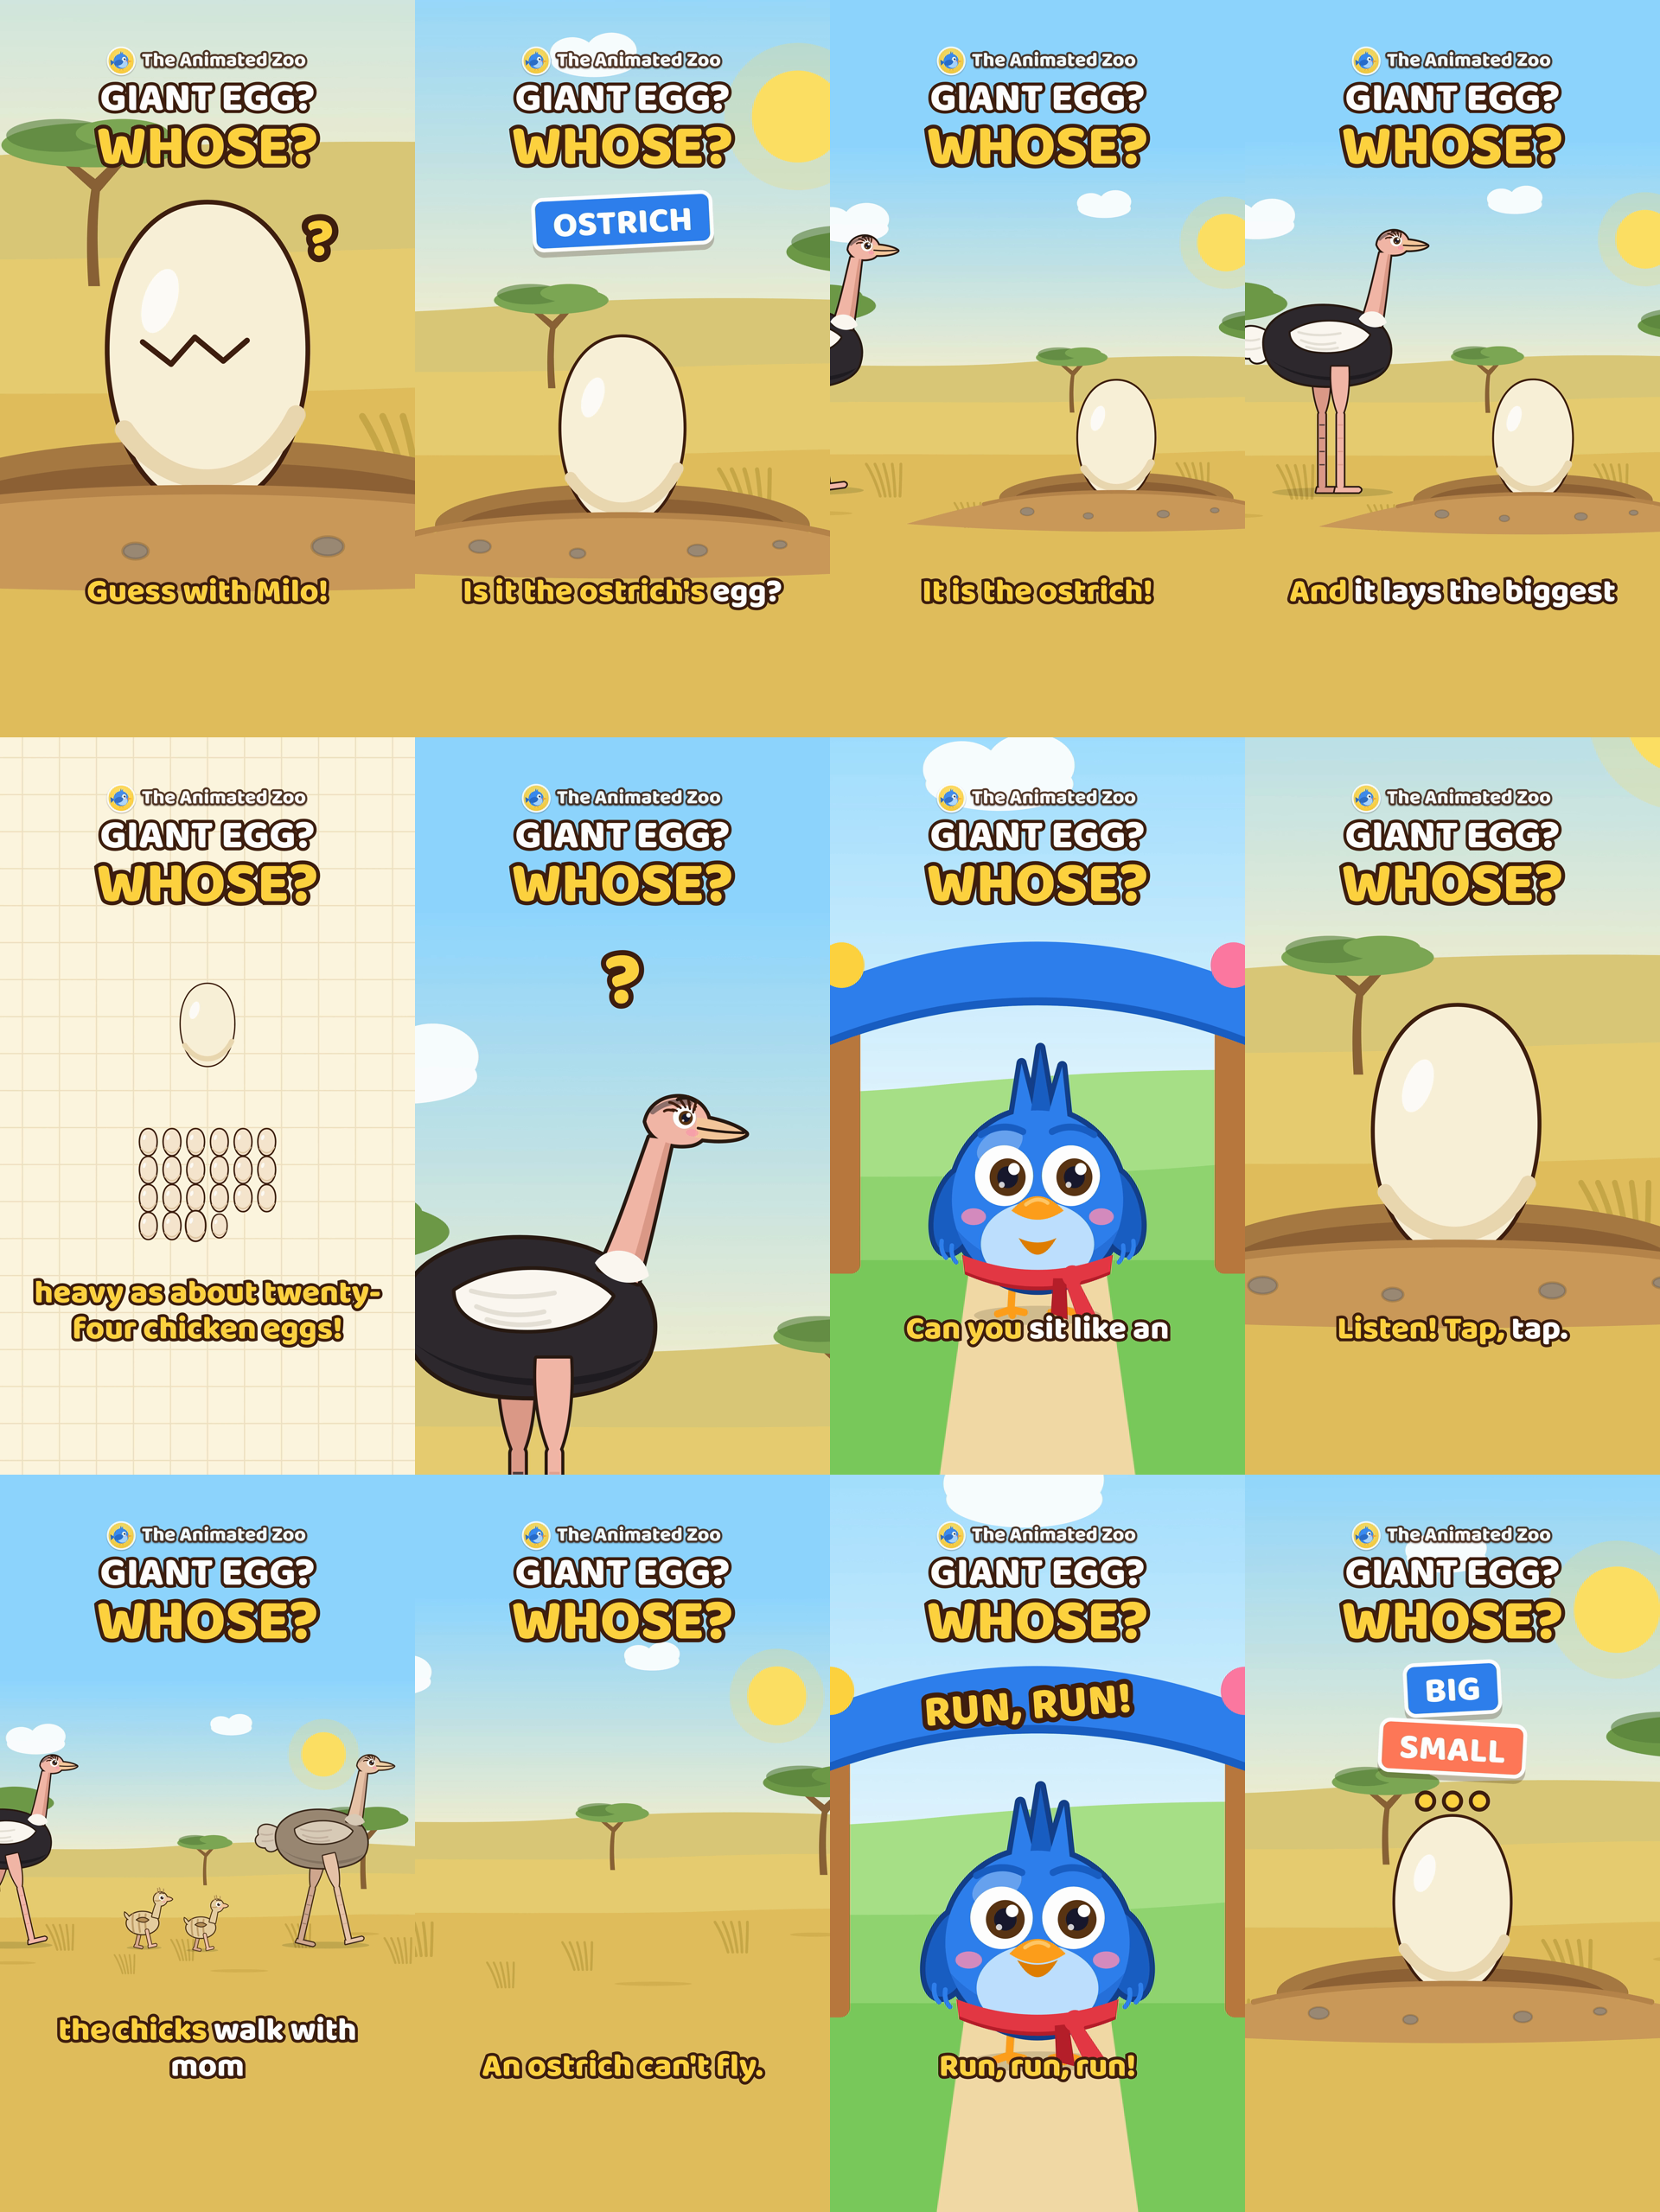 The Animated Zoo
GIANT EGG?
WHOSE?
?
Guess with Milo!
The Animated Zoo
GIANT EGG?
WHOSE?
OSTRICH
Is it the ostrich's egg?
The Animated Zoo
GIANT EGG?
WHOSE?
It is the ostrich!
The Animated Zoo
GIANT EGG?
WHOSE?
And it lays the biggest
The Animated Zoo
GIANT EGG?
WHOSE?
heavy as about twenty-
four chicken eggs!
The Animated Zoo
GIANT EGG?
WHOSE?
?
The Animated Zoo
GIANT EGG?
WHOSE?
Can you sit like an
The Animated Zoo
GIANT EGG?
WHOSE?
Listen! Tap, tap.
The Animated Zoo
GIANT EGG?
WHOSE?
the chicks walk with
mom
The Animated Zoo
GIANT EGG?
WHOSE?
An ostrich can't fly.
The Animated Zoo
GIANT EGG?
WHOSE?
RUN, RUN!
Run, run, run!
The Animated Zoo
GIANT EGG?
WHOSE?
BIG
SMALL